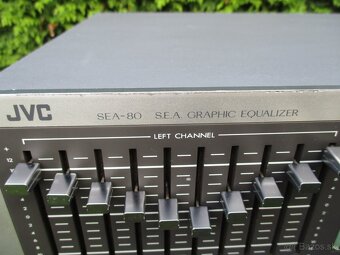 JVC
SEA-80 S.E.A. GRAPHIC EQUALIZER
LEFT CHANNEL
+
12